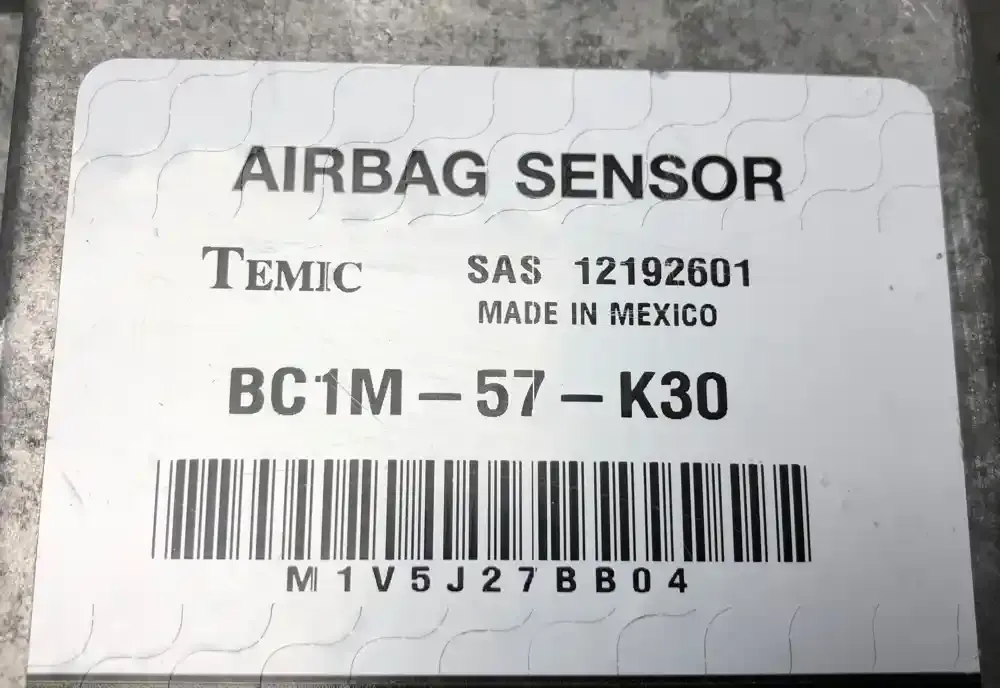 AIRBAG SENSOR
TEMIC SAS 12192601
MADE IN MEXICO
BC1M – 57 – K30
M1V5J27BB04